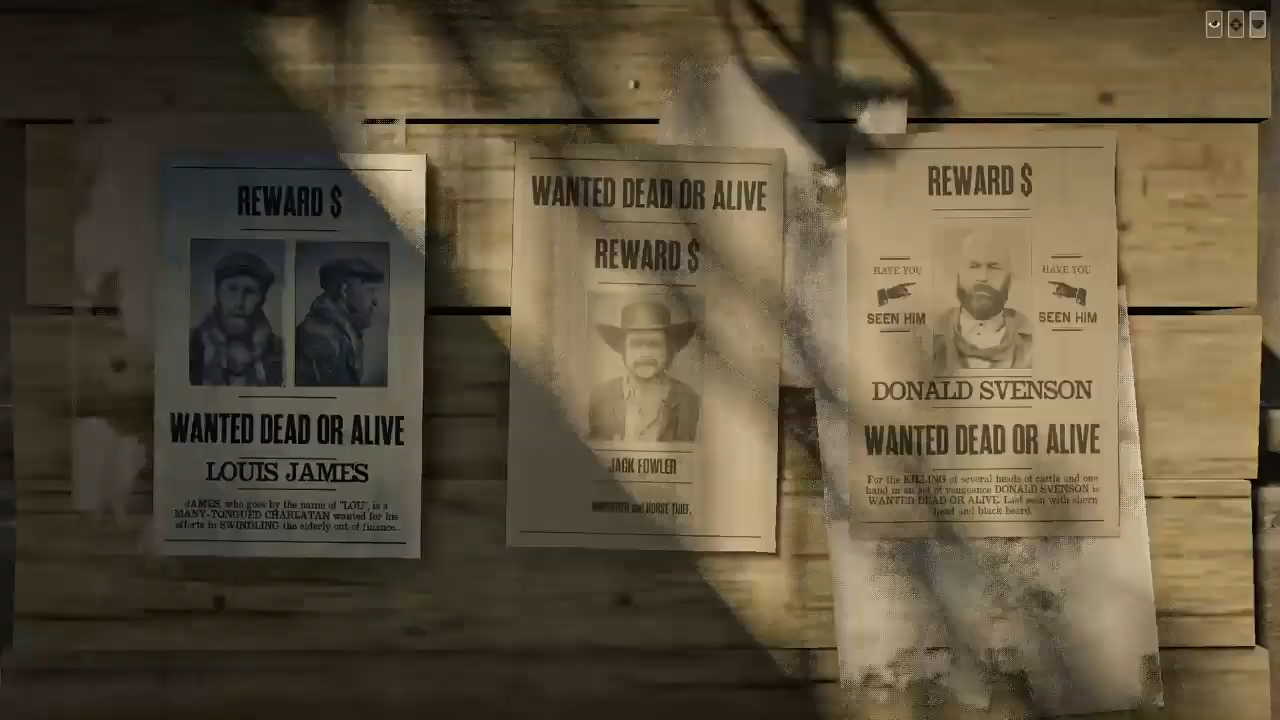 REWARD $
WANTED DEAD OR ALIVE
LOUIS JAMES
JAMES, who goes by the name of "LOU", is a
MANY-TONGUED CHARLATAN wanted for his
efforts in SWINDLING the elderly out of finance.
WANTED DEAD OR ALIVE
REWARD $
JACK FOWLER
MURDERER and HORSE THIEF.
REWARD $
HAVE YOU
SEEN HIM
HAVE YOU
SEEN HIM
DONALD SVENSON
WANTED DEAD OR ALIVE
For the KILLING of several heads of cattle and one
hand in an act of vengeance DONALD SVENSON is
WANTED DEAD OR ALIVE. Last seen with shorn
head and black beard.